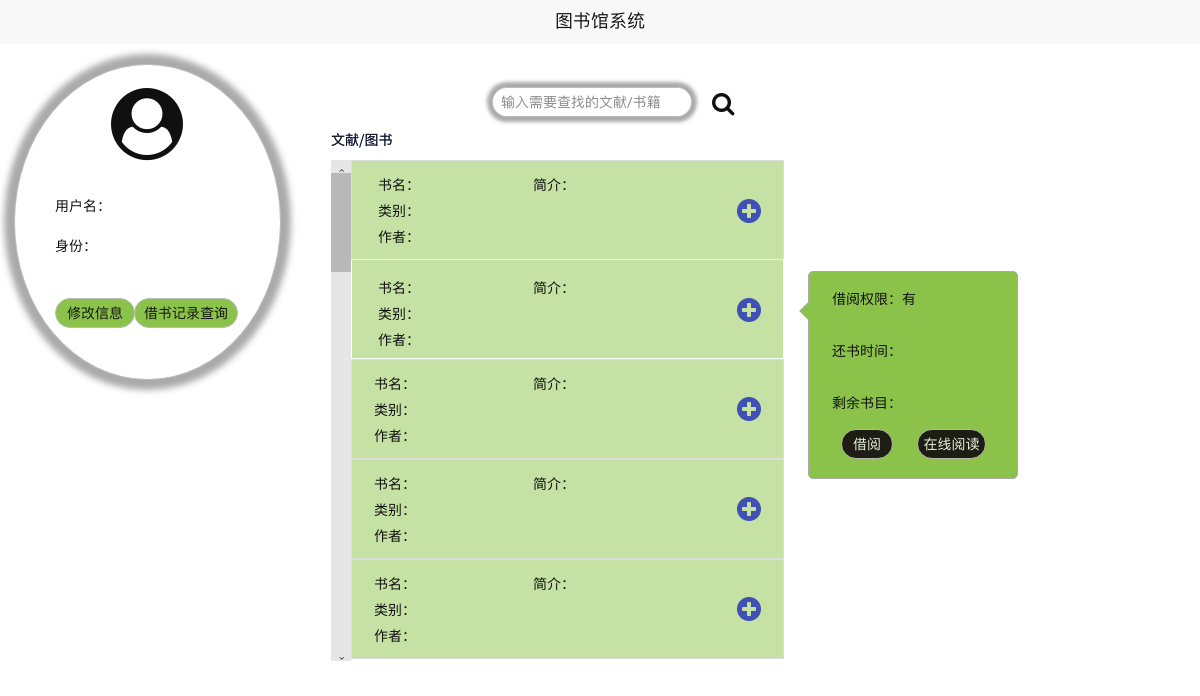 图书馆系统
用户名：
身份：
修改信息 借书记录查询
输入需要查找的文献/书籍
文献/图书
书名： 简介：
类别：
作者：
书名： 简介：
类别：
作者：
书名： 简介：
类别：
作者：
书名： 简介：
类别：
作者：
书名： 简介：
类别：
作者：
借阅权限：有
还书时间：
剩余书目：
借阅 在线阅读